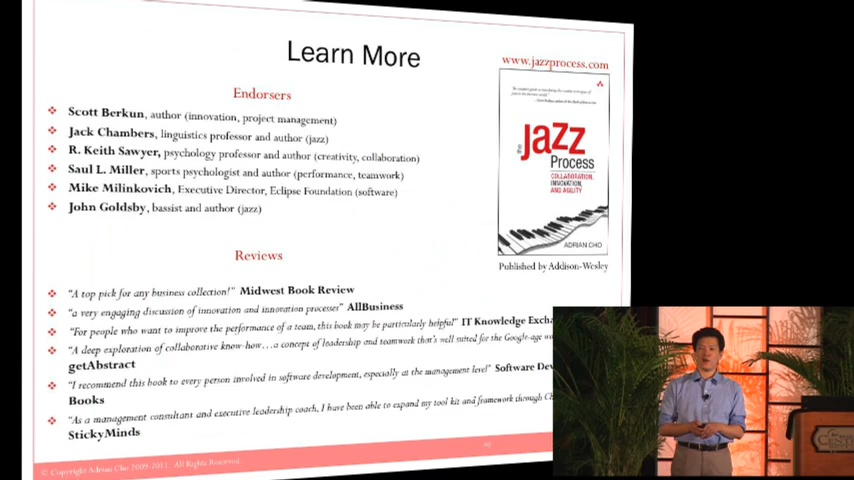 Learn More
www.jazzprocess.com
Endorsers
Scott Berkun, author (innovation, project management)
Jack Chambers, linguistics professor and author (jazz)
R. Keith Sawyer, psychology professor and author (creativity, collaboration)
Saul L. Miller, sports psychologist and author (performance, teamwork)
Mike Milinkovich, Executive Director, Eclipse Foundation (software)
John Goldsby, bassist and author (jazz)
the
jazz
Process
COLLABORATION,
INNOVATION,
AND AGILITY
ADRIAN CHO
Published by Addison-Wesley
Reviews
"A top pick for any business collection!" Midwest Book Review
"a very engaging discussion of innovation and innovation processes" AllBusiness
"For people who want to improve the performance of a team, this book may be particularly helpful" IT Knowledge Excha
"A deep exploration of collaborative know-how…a concept of leadership and teamwork that's well suited for the Google-age wo
getAbstract
"I recommend this book to every person involved in software development, especially at the management level" Software Dev
Books
"As a management consultant and executive leadership coach, I have been able to expand my tool kit and framework through Ch
StickyMinds
© Copyright Adrian Cho 2009-2011. All Rights Reserved.